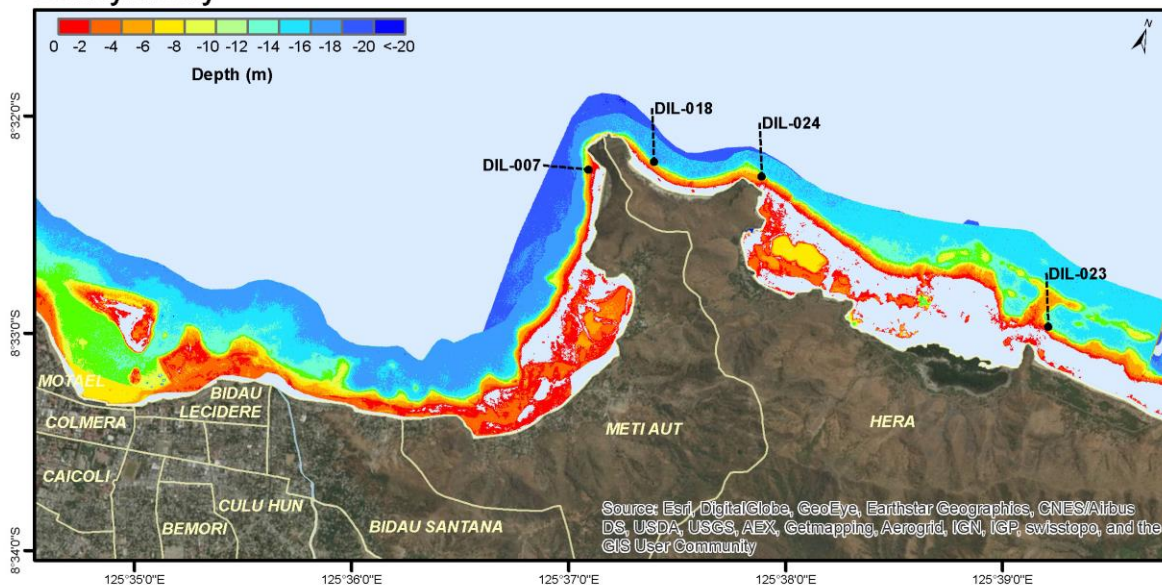 0 -2 -4 -6 -8 -10 -12 -14 -16 -18 -20 <-20
Depth (m)
N
DIL-018
DIL-024
DIL-007
DIL-023
8°32'0"S
8°33'0"S
8°34'0"S
MOTAEL
BIDAU
LECIDERE
COLMERA
CAICOLI
CULU HUN
BEMORI
BIDAU SANTANA
METI AUT
HERA
Source: Esri, DigitalGlobe, GeoEye, Earthstar Geographics, CNES/Airbus
DS, USDA, USGS, AEX, Getmapping, Aerogrid, IGN, IGP, swisstopo, and the
GIS User Community
125°35'0"E 125°36'0"E 125°37'0"E 125°38'0"E 125°39'0"E